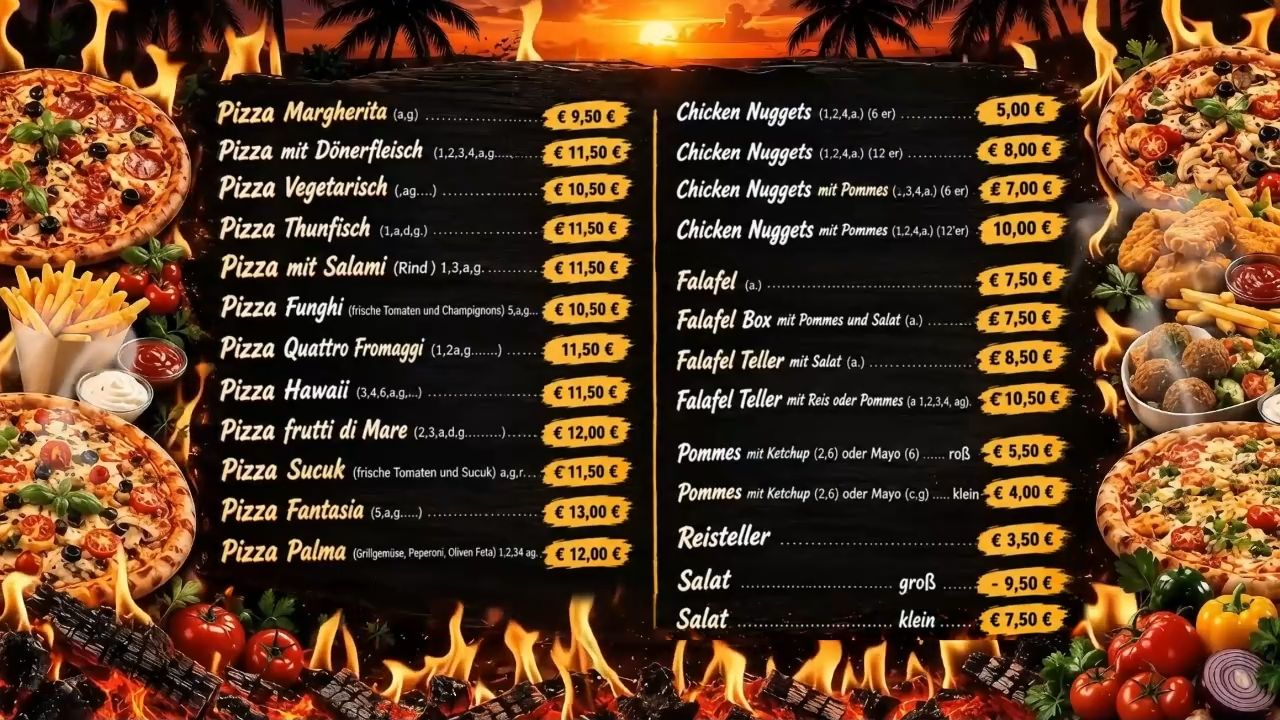 Pizza Margherita (a,g) ........................ € 9,50 €
Pizza mit Dönerfleisch (1,2,3,4,a,g...... € 11,50 €
Pizza Vegetarisch (,ag....) ..................... € 10,50 €
Pizza Thunfisch (1,a,d,g.) ....................... € 11,50 €
Pizza mit Salami (Rind ) 1,3,a,g. ............ € 11,50 €
Pizza Funghi (frische Tomaten und Champignons) 5,a,g... € 10,50 €
Pizza Quattro Fromaggi (1,2a,g.......) ....... 11,50 €
Pizza Hawaii (3,4,6,a,g,...) ......................... € 11,50 €
Pizza frutti di Mare (2,3,a,d,g.........)....... € 12,00 €
Pizza Sucuk (frische Tomaten und Sucuk) a,g,r.... € 11,50 €
Pizza Fantasia (5,a,g.....) ........................ € 13,00 €
Pizza Palma (Grillgemüse, Peperoni, Oliven Feta) 1,2,34 ag.. € 12,00 €
Chicken Nuggets (1,2,4,a.) (6 er) ............... 5,00 €
Chicken Nuggets (1,2,4,a.) (12 er) ............. € 8,00 €
Chicken Nuggets mit Pommes (1,3,4,a.) (6 er) £ 7,00 €
Chicken Nuggets mit Pommes (1,2,4,a.) (12'er) 10,00 €
Falafel (a.) ............................................ € 7,50 €
Falafel Box mit Pommes und Salat (a.) ........... £ 7,50 €
Falafel Teller mit Salat (a.) ....................... € 8,50 €
Falafel Teller mit Reis oder Pommes (a 1,2,3,4, ag). € 10,50 €
Pommes mit Ketchup (2,6) oder Mayo (6) ...... roß € 5,50 €
Pommes mit Ketchup (2,6) oder Mayo (c.g) ..... klein € 4,00 €
Reisteller ......................................... € 3,50 €
Salat ................................ groß ....... - 9,50 €
Salat ................................ klein ....... € 7,50 €